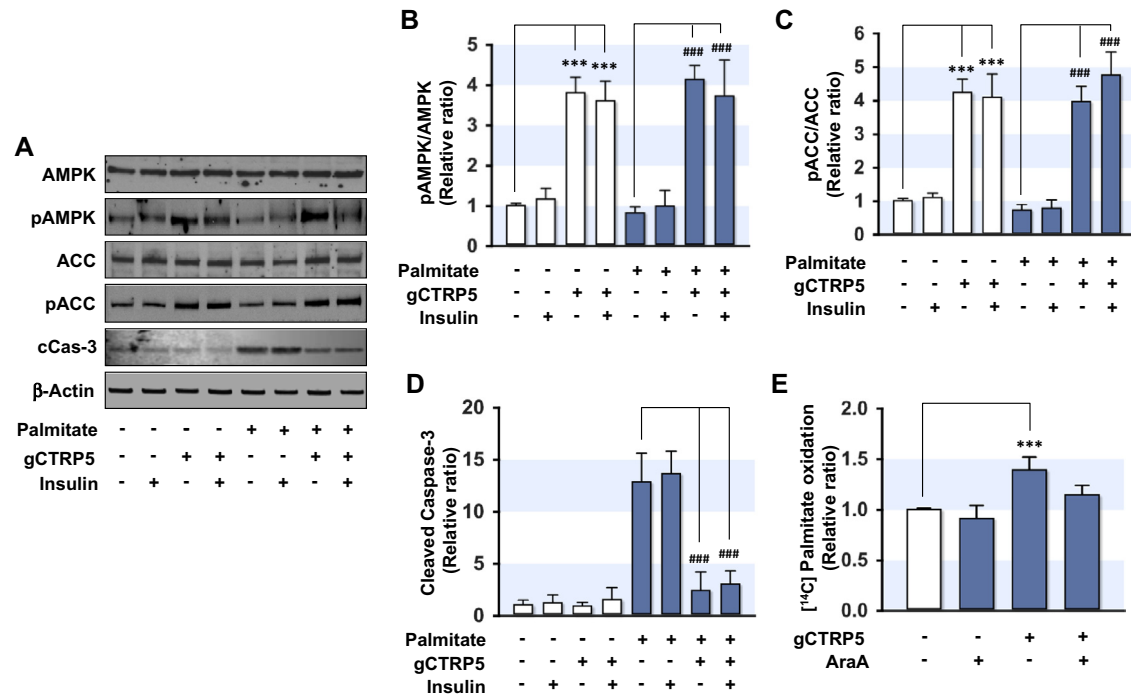 A
AMPK
pAMPK
ACC
pACC
cCas-3
β-Actin
Palmitate - - - - + + + +
gCTRP5 - - + + - - + +
Insulin - + - + - + - +
B
pAMPK/AMPK
(Relative ratio)
5
4
3
2
1
0
*** *** ### ###
Palmitate - - - - + + + +
gCTRP5 - - + + - - + +
Insulin - + - + - + - +
C
pACC/ACC
(Relative ratio)
6
5
4
3
2
1
0
*** *** ### ###
Palmitate - - - - + + + +
gCTRP5 - - + + - - + +
Insulin - + - + - + - +
D
Cleaved Caspase-3
(Relative ratio)
20
15
10
5
0
### ###
Palmitate - - - - + + + +
gCTRP5 - - + + - - + +
Insulin - + - + - + - +
E
[¹⁴C] Palmitate oxidation
(Relative ratio)
2.0
1.5
1.0
0.5
0.0
***
gCTRP5 - - + +
AraA - + - +